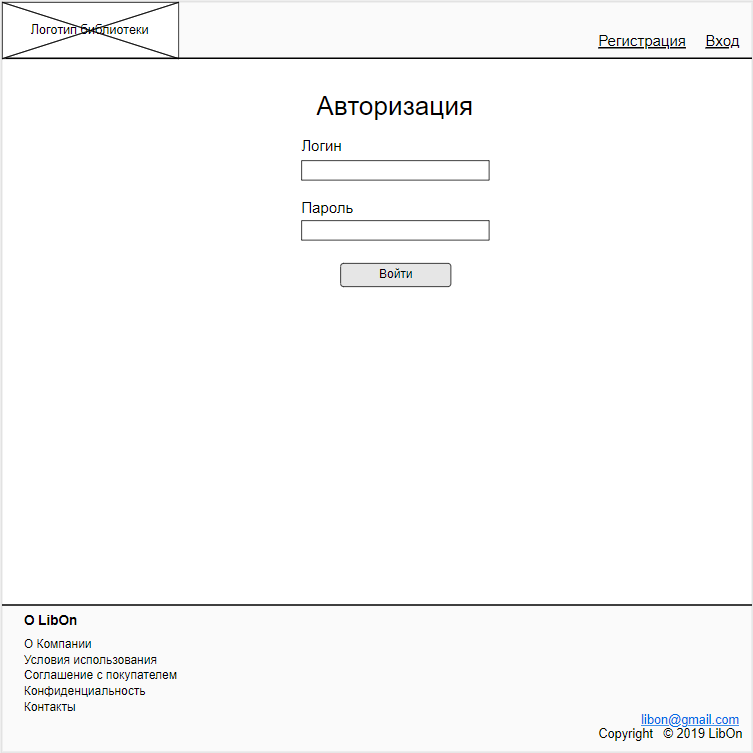 Логотип библиотеки
Регистрация Вход
Авторизация
Логин
Пароль
Войти
О LibOn
О Компании
Условия использования
Соглашение с покупателем
Конфиденциальность
Контакты
libon@gmail.com
Copyright © 2019 LibOn